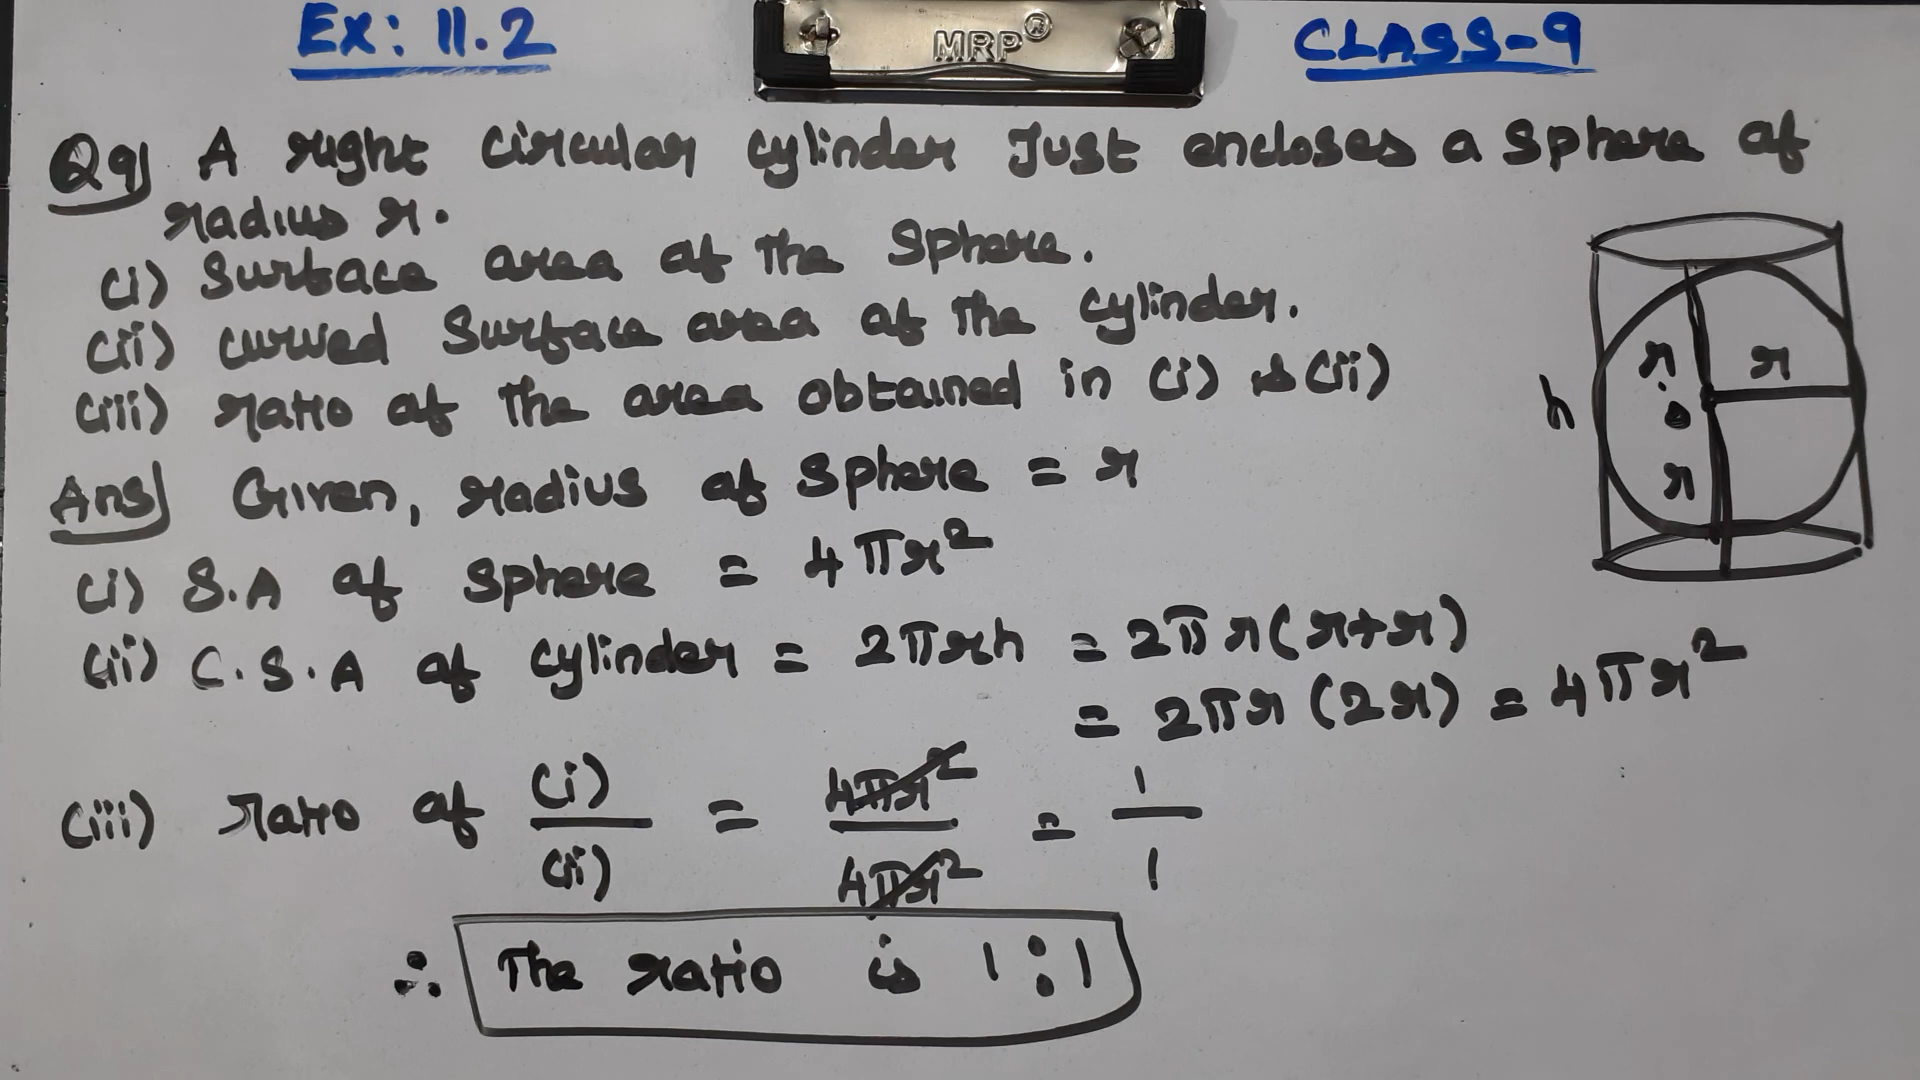 Ex: 11.2
MRP®
CLASS-9
Q9) A right circular cylinder Just encloses a sphere of
radius r.
(i) Surface area of the sphere.
(ii) curved Surface area of the cylinder.
(iii) ratio of the area obtained in (i) & (ii)
Ans) Given, radius of sphere = r
(i) S.A of sphere = 4πr²
(ii) C.S.A of cylinder = 2πrh = 2πr(r+r)
= 2πr(2r) = 4πr²
(iii) ratio of (i)/(ii) = 4πr²/4πr² = 1/1
∴ The ratio is 1:1
h
r
r
o
r